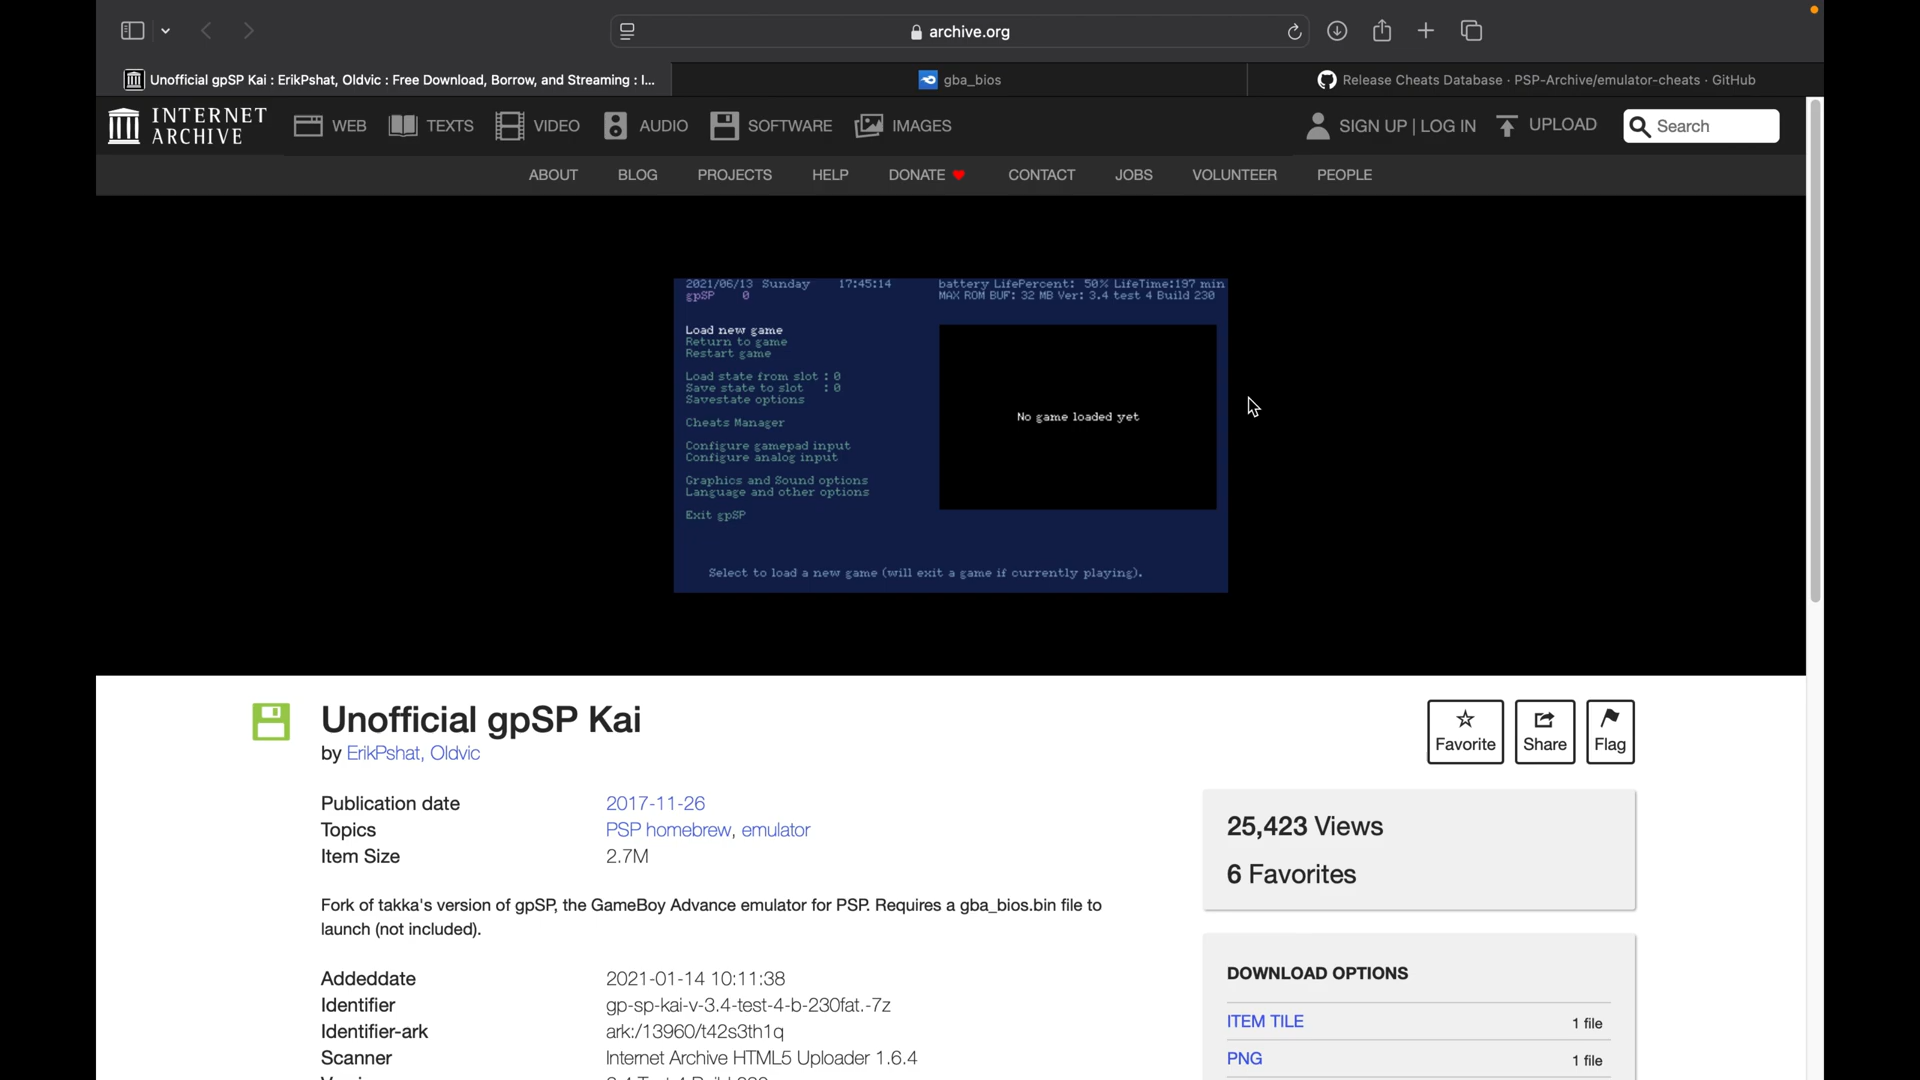 archive.org
Unofficial gpSP Kai : ErikPshat, Oldvic : Free Download, Borrow, and Streaming : I...
gba_bios
Release Cheats Database · PSP-Archive/emulator-cheats · GitHub
INTERNET
ARCHIVE
WEB
TEXTS
VIDEO
AUDIO
SOFTWARE
IMAGES
SIGN UP | LOG IN
UPLOAD
Search
ABOUT
BLOG
PROJECTS
HELP
DONATE
CONTACT
JOBS
VOLUNTEER
PEOPLE
2021/06/13 Sunday 17:45:14
battery LifePercent: 50% LifeTime:197 min
gpSP 0
MAX ROM BUF: 32 MB Ver: 3.4 test 4 Build 230
Load new game
Return to game
Restart game
Load state from slot : 0
Save state to slot : 0
Savestate options
Cheats Manager
Configure gamepad input
Configure analog input
Graphics and Sound options
Language and other options
Exit gpSP
No game loaded yet
Select to load a new game (will exit a game if currently playing).
Unofficial gpSP Kai
by ErikPshat, Oldvic
Favorite
Share
Flag
Publication date 2017-11-26
Topics PSP homebrew, emulator
Item Size 2.7M
25,423 Views
6 Favorites
Fork of takka's version of gpSP, the GameBoy Advance emulator for PSP. Requires a gba_bios.bin file to
launch (not included).
Addeddate 2021-01-14 10:11:38
Identifier gp-sp-kai-v-3.4-test-4-b-230fat.-7z
Identifier-ark ark:/13960/t42s3th1q
Scanner Internet Archive HTML5 Uploader 1.6.4
DOWNLOAD OPTIONS
ITEM TILE 1 file
PNG 1 file